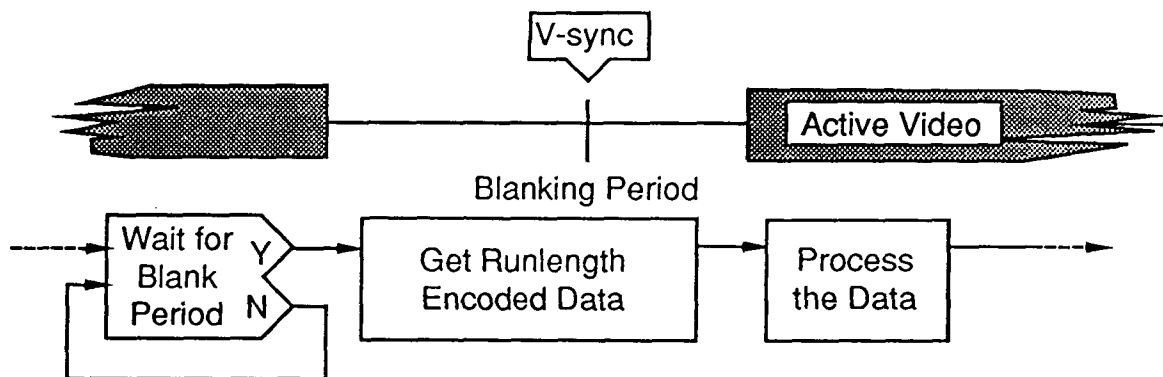 V-sync
Active Video
Blanking Period
Wait for
Blank
Period
Y
N
Get Runlength
Encoded Data
Process
the Data